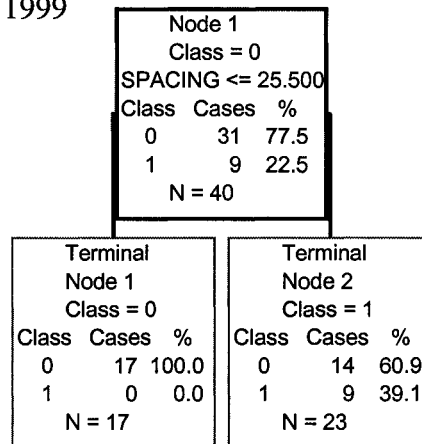 1999
Node 1
Class = 0
SPACING <= 25.500
Class Cases %
0 31 77.5
1 9 22.5
N = 40
Terminal
Node 1
Class = 0
Class Cases %
0 17 100.0
1 0 0.0
N = 17
Terminal
Node 2
Class = 1
Class Cases %
0 14 60.9
1 9 39.1
N = 23